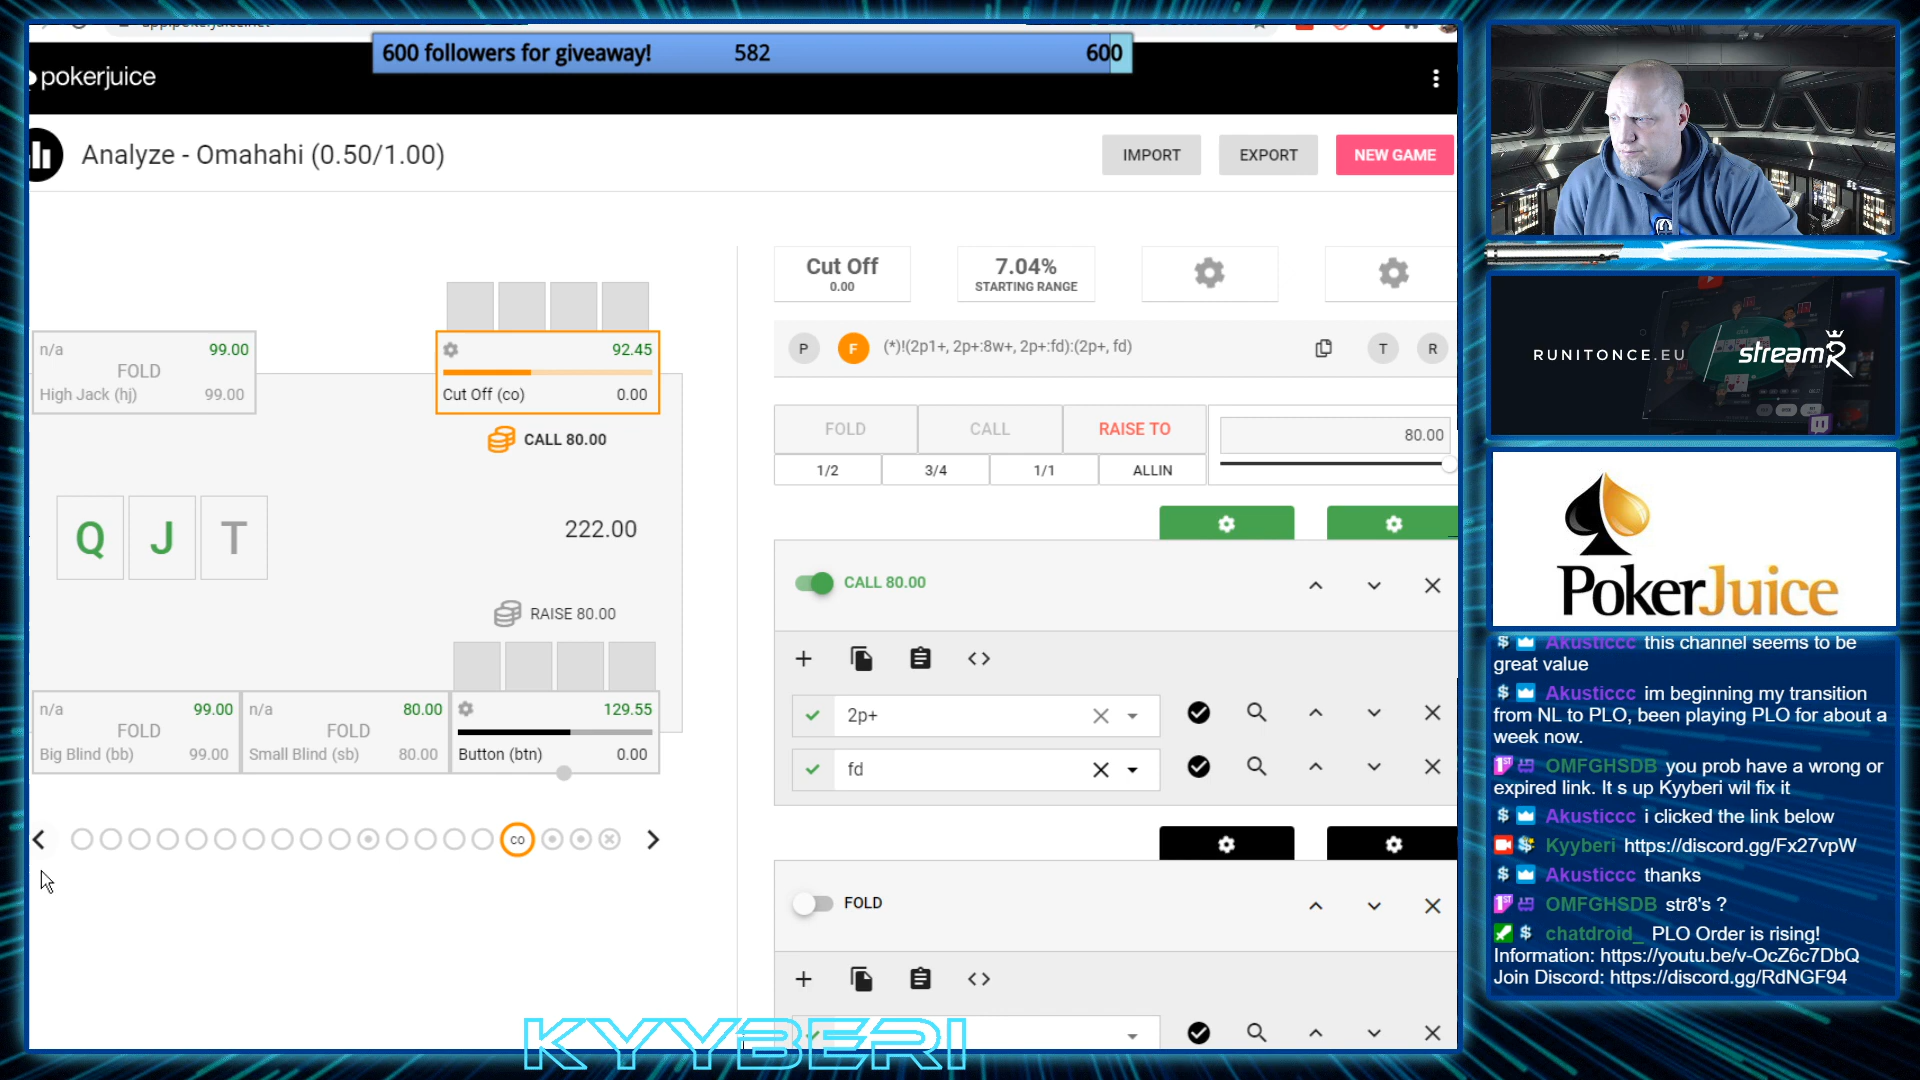 600 followers for giveaway! 582 600
pokerjuice
Analyze - Omahahi (0.50/1.00)
IMPORT EXPORT NEW GAME
Cut Off
0.00
7.04%
STARTING RANGE
n/a 99.00
FOLD
High Jack (hj) 99.00
92.45
Cut Off (co) 0.00
P F (*)!(2p1+, 2p+:8w+, 2p+:fd):(2p+, fd) T R
CALL 80.00
FOLD CALL RAISE TO 80.00
1/2 3/4 1/1 ALLIN
Q J T
222.00
CALL 80.00
RAISE 80.00
2p+
fd
n/a 99.00
FOLD
Big Blind (bb) 99.00
n/a 80.00
FOLD
Small Blind (sb) 80.00
129.55
Button (btn) 0.00
co
FOLD
KYYBERI
RUNITONCE.EU / streamR
PokerJuice
Akusticcc this channel seems to be
great value
Akusticcc im beginning my transition
from NL to PLO, been playing PLO for about a
week now.
1ST OMFGHSDB you prob have a wrong or
expired link. It s up Kyyberi wil fix it
Akusticcc i clicked the link below
Kyyberi https://discord.gg/Fx27vpW
Akusticcc thanks
1ST OMFGHSDB str8's ?
chatdroid_ PLO Order is rising!
Information: https://youtu.be/v-OcZ6c7DbQ
Join Discord: https://discord.gg/RdNGF94